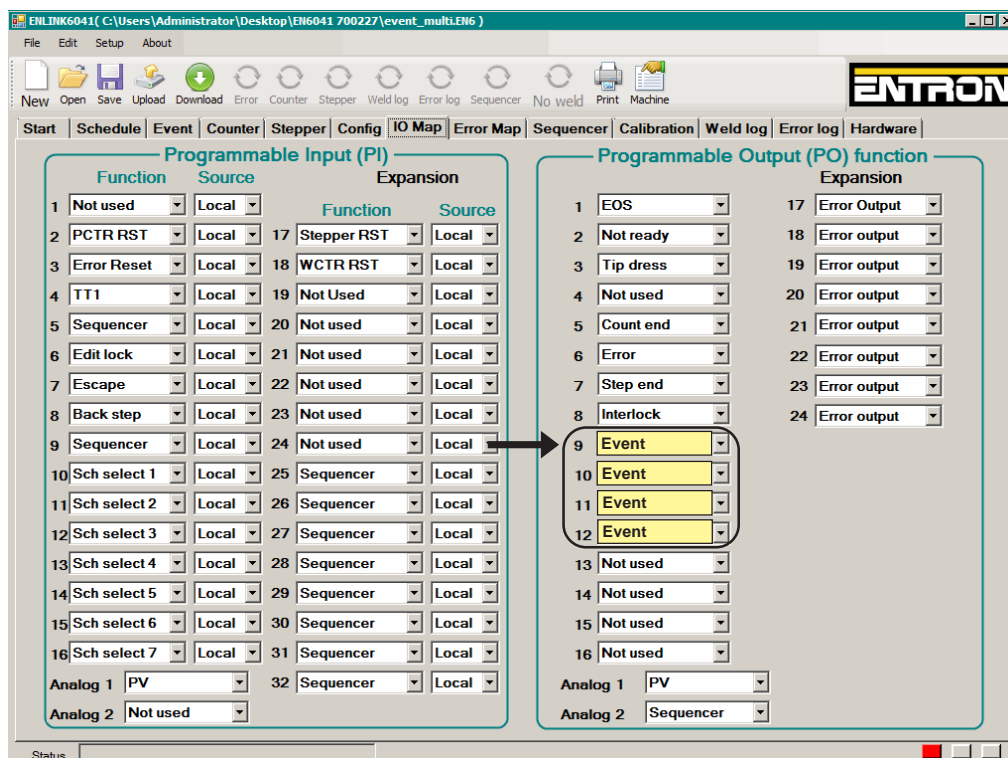 ENLINK6041( C:\Users\Administrator\Desktop\EN6041 700227\event_multi.EN6 )
File Edit Setup About
New Open Save Upload Download Error Counter Stepper Weld log Error log Sequencer No weld Print Machine
ENTRON
Start Schedule Event Counter Stepper Config IO Map Error Map Sequencer Calibration Weld log Error log Hardware
Programmable Input (PI)
Function Source Expansion
Function Source
1 Not used Local
2 PCTR RST Local 17 Stepper RST Local
3 Error Reset Local 18 WCTR RST Local
4 TT1 Local 19 Not Used Local
5 Sequencer Local 20 Not used Local
6 Edit lock Local 21 Not used Local
7 Escape Local 22 Not used Local
8 Back step Local 23 Not used Local
9 Sequencer Local 24 Not used Local
10 Sch select 1 Local 25 Sequencer Local
11 Sch select 2 Local 26 Sequencer Local
12 Sch select 3 Local 27 Sequencer Local
13 Sch select 4 Local 28 Sequencer Local
14 Sch select 5 Local 29 Sequencer Local
15 Sch select 6 Local 30 Sequencer Local
16 Sch select 7 Local 31 Sequencer Local
Analog 1 PV 32 Sequencer Local
Analog 2 Not used
Programmable Output (PO) function
Expansion
1 EOS 17 Error Output
2 Not ready 18 Error output
3 Tip dress 19 Error output
4 Not used 20 Error output
5 Count end 21 Error output
6 Error 22 Error output
7 Step end 23 Error output
8 Interlock 24 Error output
9 Event
10 Event
11 Event
12 Event
13 Not used
14 Not used
15 Not used
16 Not used
Analog 1 PV
Analog 2 Sequencer
Status